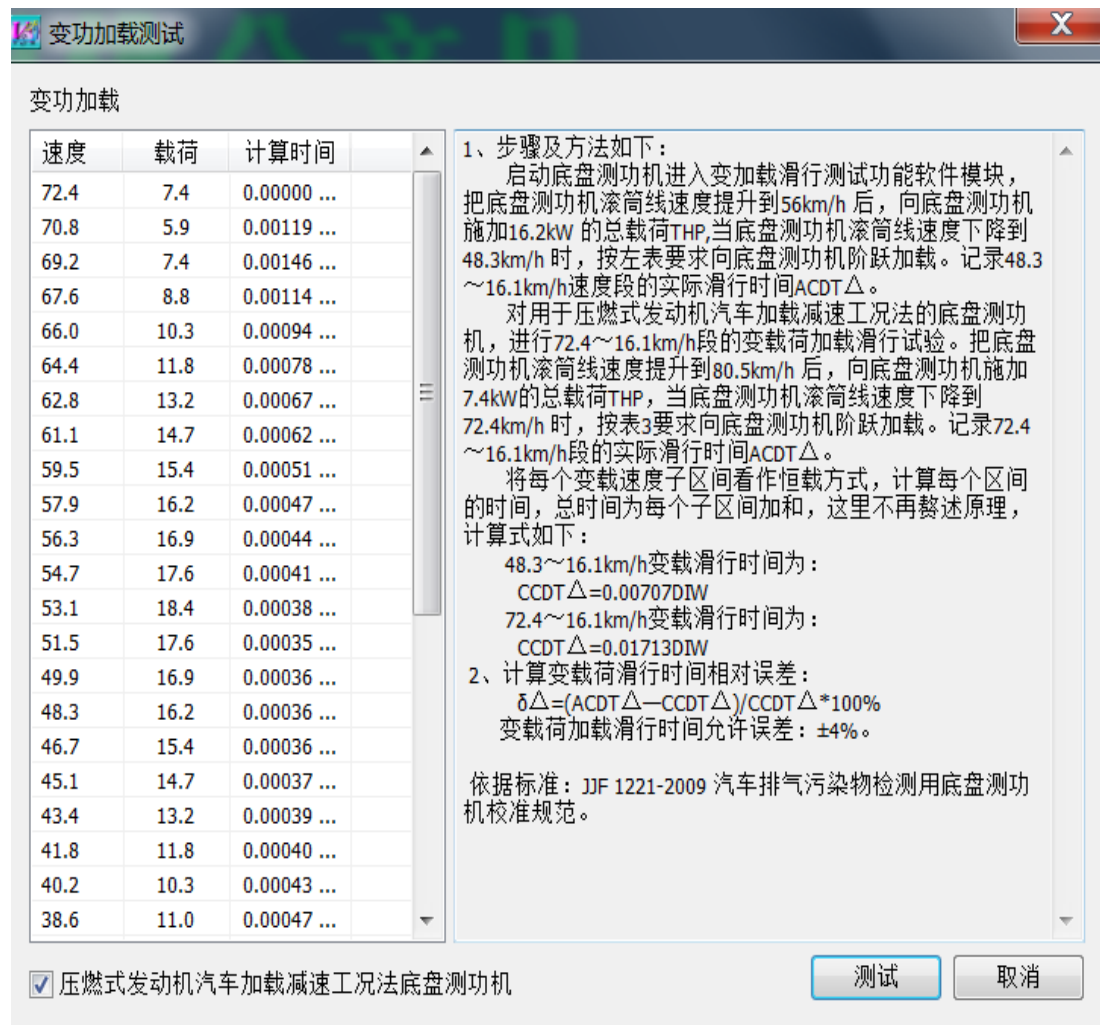 变功加载测试
变功加载
速度 载荷 计算时间
72.4 7.4 0.00000 ...
70.8 5.9 0.00119 ...
69.2 7.4 0.00146 ...
67.6 8.8 0.00114 ...
66.0 10.3 0.00094 ...
64.4 11.8 0.00078 ...
62.8 13.2 0.00067 ...
61.1 14.7 0.00062 ...
59.5 15.4 0.00051 ...
57.9 16.2 0.00047 ...
56.3 16.9 0.00044 ...
54.7 17.6 0.00041 ...
53.1 18.4 0.00038 ...
51.5 17.6 0.00035 ...
49.9 16.9 0.00036 ...
48.3 16.2 0.00036 ...
46.7 15.4 0.00036 ...
45.1 14.7 0.00037 ...
43.4 13.2 0.00039 ...
41.8 11.8 0.00040 ...
40.2 10.3 0.00043 ...
38.6 11.0 0.00047 ...
1、步骤及方法如下：
启动底盘测功机进入变加载滑行测试功能软件模块，
把底盘测功机滚筒线速度提升到56km/h 后，向底盘测功机
施加16.2kW 的总载荷THP,当底盘测功机滚筒线速度下降到
48.3km/h 时，按左表要求向底盘测功机阶跃加载。记录48.3
～16.1km/h速度段的实际滑行时间ACDT△。
对用于压燃式发动机汽车加载减速工况法的底盘测功
机，进行72.4～16.1km/h段的变载荷加载滑行试验。把底盘
测功机滚筒线速度提升到80.5km/h 后，向底盘测功机施加
7.4kW的总载荷THP，当底盘测功机滚筒线速度下降到
72.4km/h 时，按表3要求向底盘测功机阶跃加载。记录72.4
～16.1km/h段的实际滑行时间ACDT△。
将每个变载速度子区间看作恒载方式，计算每个区间
的时间，总时间为每个子区间加和，这里不再赘述原理，
计算式如下：
48.3～16.1km/h变载滑行时间为：
CCDT△=0.00707DIW
72.4～16.1km/h变载滑行时间为：
CCDT△=0.01713DIW
2、计算变载荷滑行时间相对误差：
δ△=(ACDT△—CCDT△)/CCDT△*100%
变载荷加载滑行时间允许误差：±4%。
依据标准：JJF 1221-2009 汽车排气污染物检测用底盘测功
机校准规范。
压燃式发动机汽车加载减速工况法底盘测功机
测试
取消